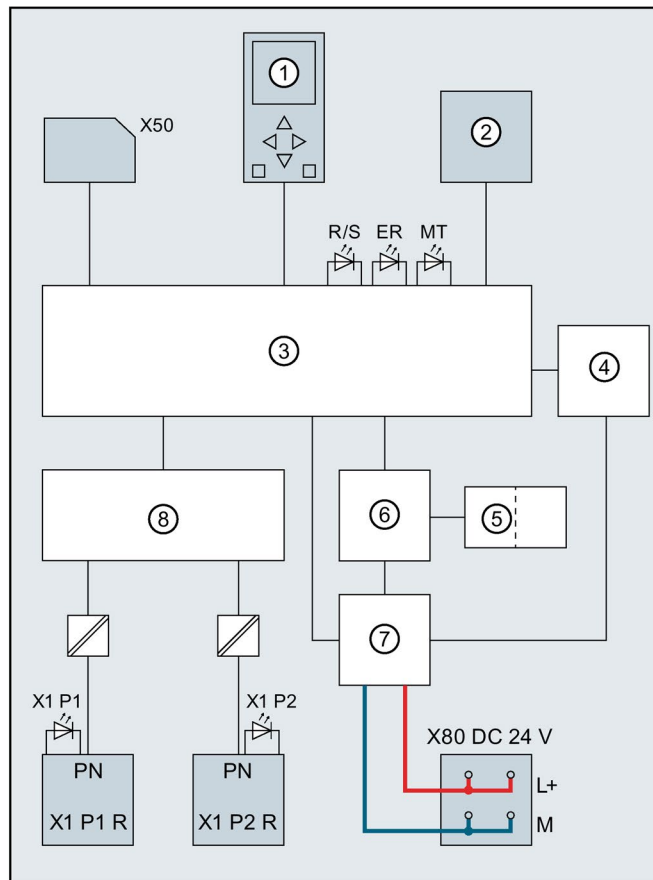 ①
X50
②
R/S ER MT
③
④
⑧
⑥
⑤
⑦
X1 P1
X1 P2
X80 DC 24 V
PN
PN
L+
X1 P1 R
X1 P2 R
M